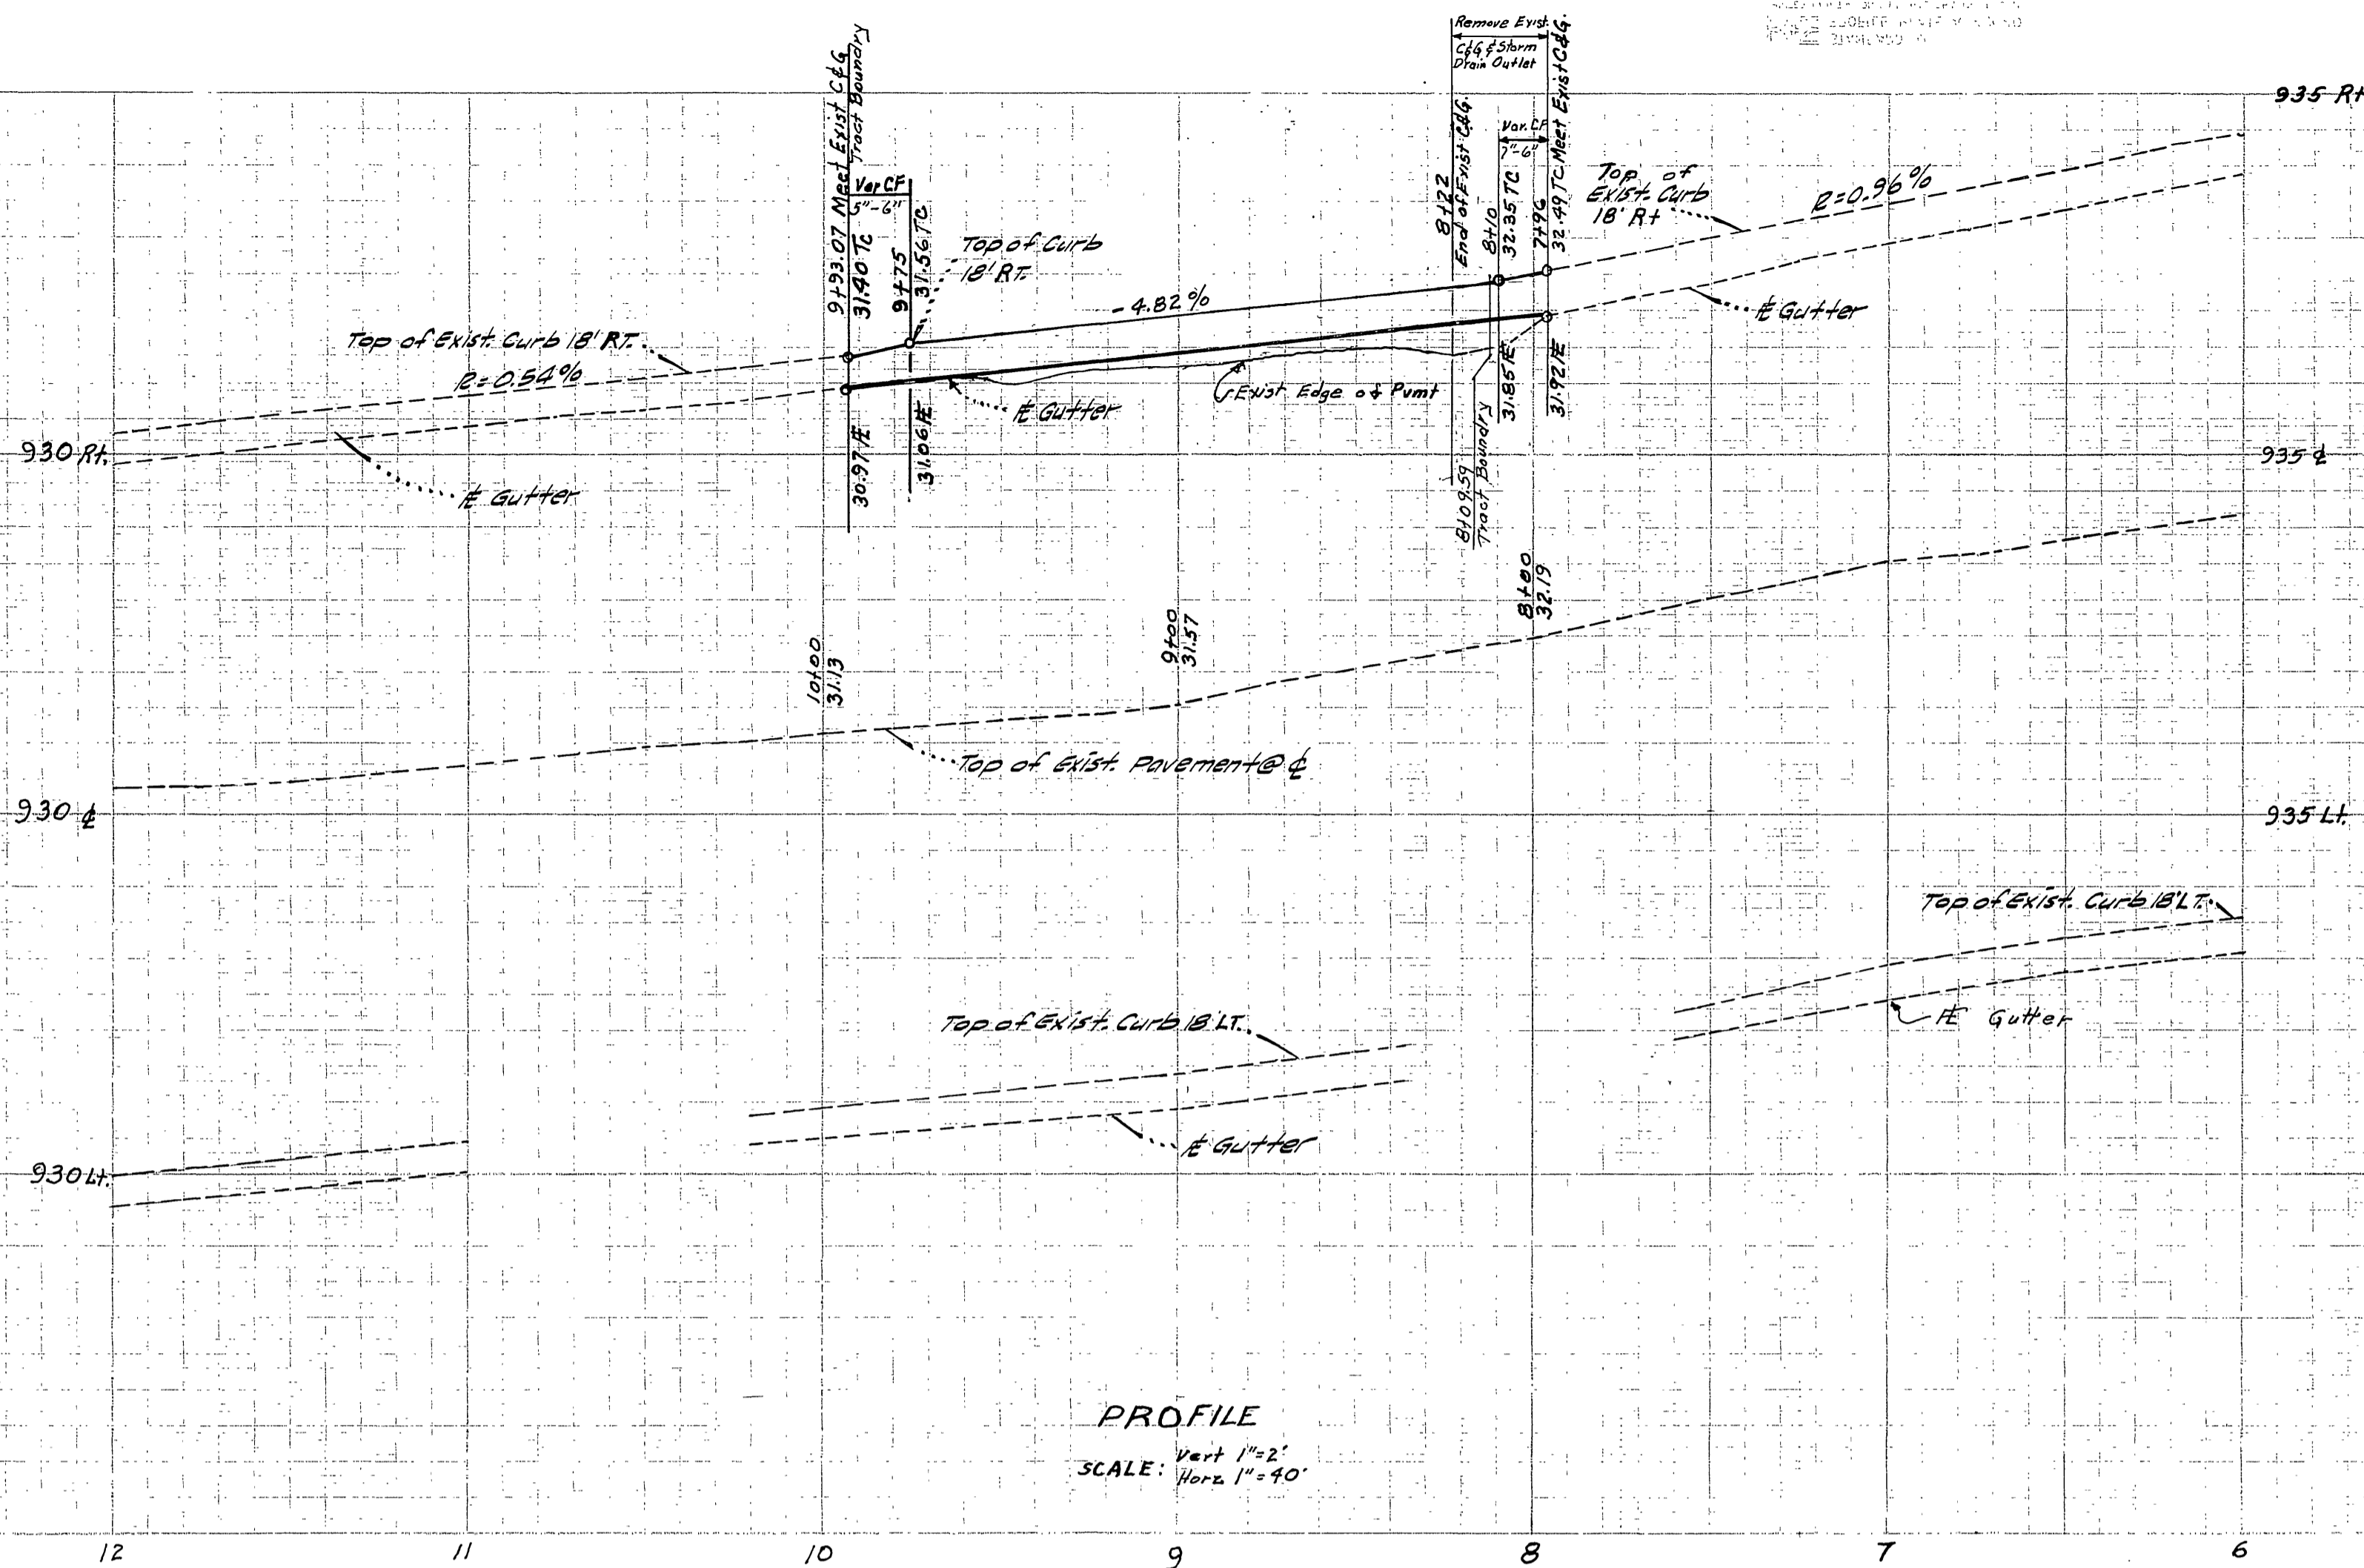 Remove Exist.
C&G & Storm
Drain Outlet
935 Rt
9+93.07 Meet Exist C&G
31.40 TC
Tract Boundry
Var CF
5"-6"
9+75
31.56 TC
Top of Curb
18' RT.
8+22
End of Exist C&G.
Var. CF
7"-6"
8+10
32.35 TC
7+96
32.49 TC Meet Exist C&G.
Top of
Exist. Curb
18' Rt
R=0.96%
Top of Exist. Curb 18' RT.
R=0.54%
- 4.82%
Gutter
Exist Edge of Pvmt
Gutter
930 Rt.
935 ℄
Gutter
30.97
31.06
31.85
31.92
8+09.59
Tract Boundry
10+00
31.13
9+00
31.57
8+00
32.19
Top of Exist. Pavement @ ℄
930 ℄
935 Lt.
Top of Exist. Curb 18' LT.
Gutter
Top of Exist. Curb 18' LT.
Gutter
930 Lt.
PROFILE
SCALE: Vert 1"=2'
Horz 1"=40'
12 11 10 9 8 7 6